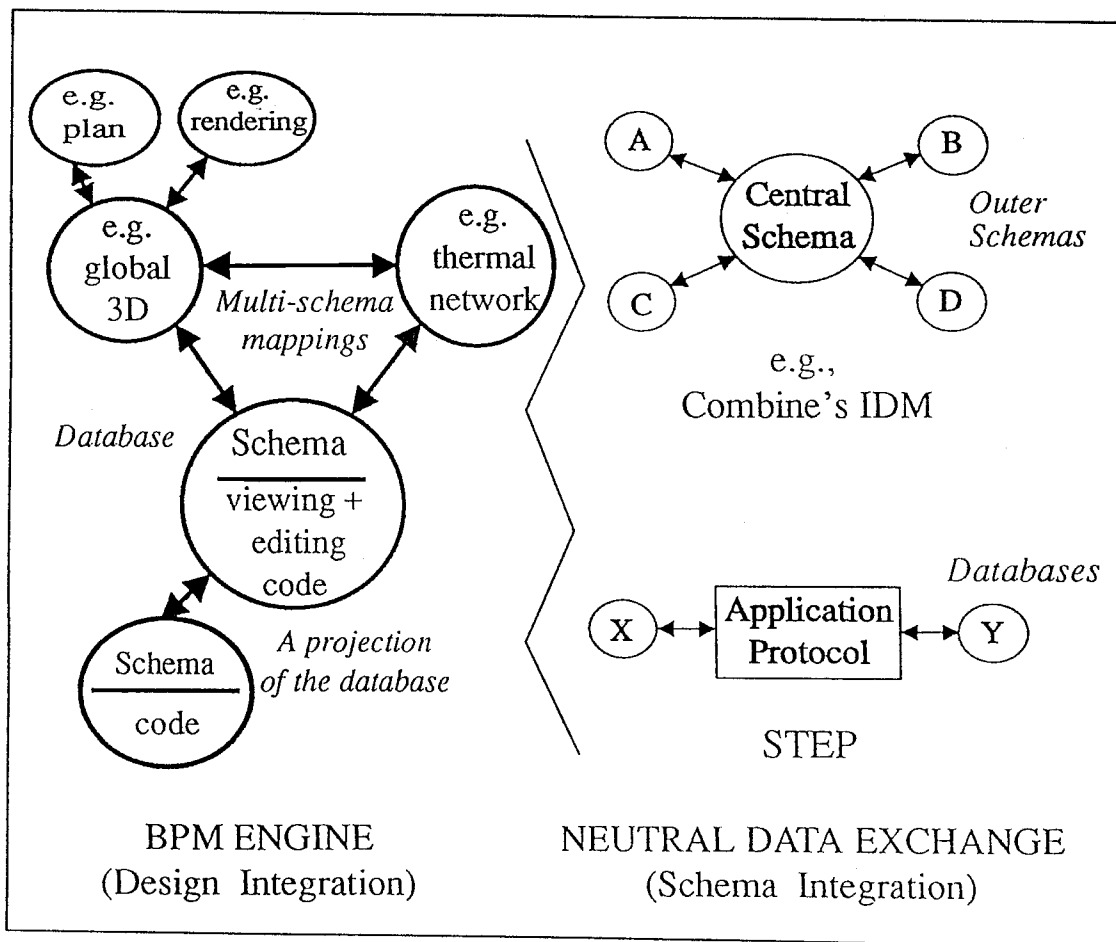 e.g.
plan
e.g.
rendering
e.g.
global
3D
e.g.
thermal
network
Multi-schema
mappings
Database
Schema
viewing +
editing
code
Schema
code
A projection
of the database
BPM ENGINE
(Design Integration)
A
B
Central
Schema
C
D
Outer
Schemas
e.g.,
Combine's IDM
Databases
X
Application
Protocol
Y
STEP
NEUTRAL DATA EXCHANGE
(Schema Integration)